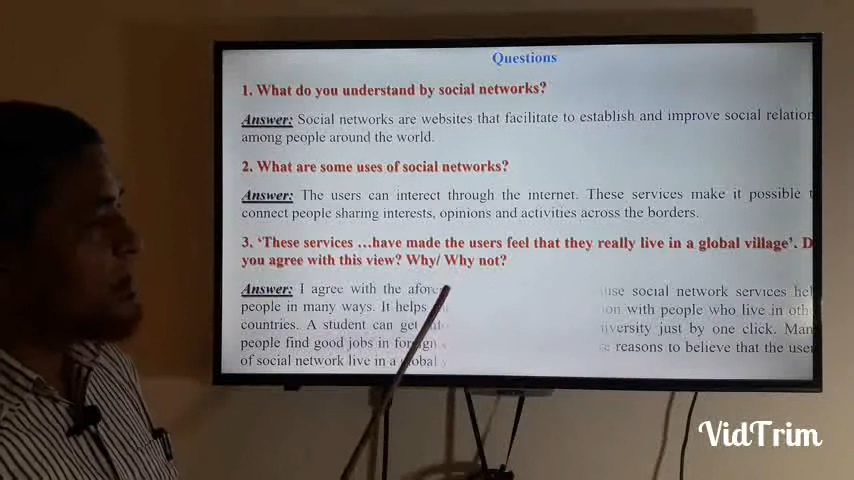 Questions
1. What do you understand by social networks?
Answer: Social networks are websites that facilitate to establish and improve social relation
among people around the world.
2. What are some uses of social networks?
Answer: The users can interect through the internet. These services make it possible t
connect people sharing interests, opinions and activities across the borders.
3. ‘These services …have made the users feel that they really live in a global village’. D
you agree with this view? Why/ Why not?
Answer: I agree with the afore use social network services hel
people in many ways. It helps on with people who live in oth
countries. A student can get iversity just by one click. Man
people find good jobs in foreign reasons to believe that the user
of social network live in a global
VidTrim